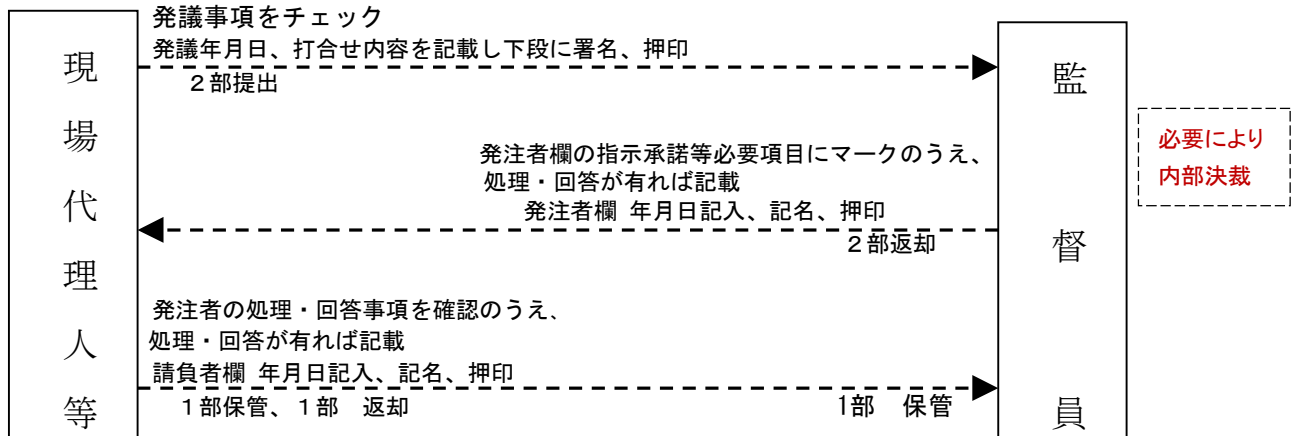 発議事項をチェック
発議年月日、打合せ内容を記載し下段に署名、押印
２部提出
現場代理人等
監督員
必要により
内部決裁
発注者欄の指示承諾等必要項目にマークのうえ、
処理・回答が有れば記載
発注者欄 年月日記入、記名、押印
２部返却
発注者の処理・回答事項を確認のうえ、
処理・回答が有れば記載
請負者欄 年月日記入、記名、押印
１部保管、１部　返却
1部　保管